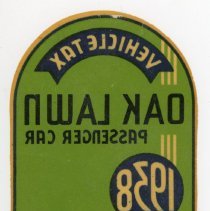 VEHICLE TAX
OAK LAWN
PASSENGER CAR
1938